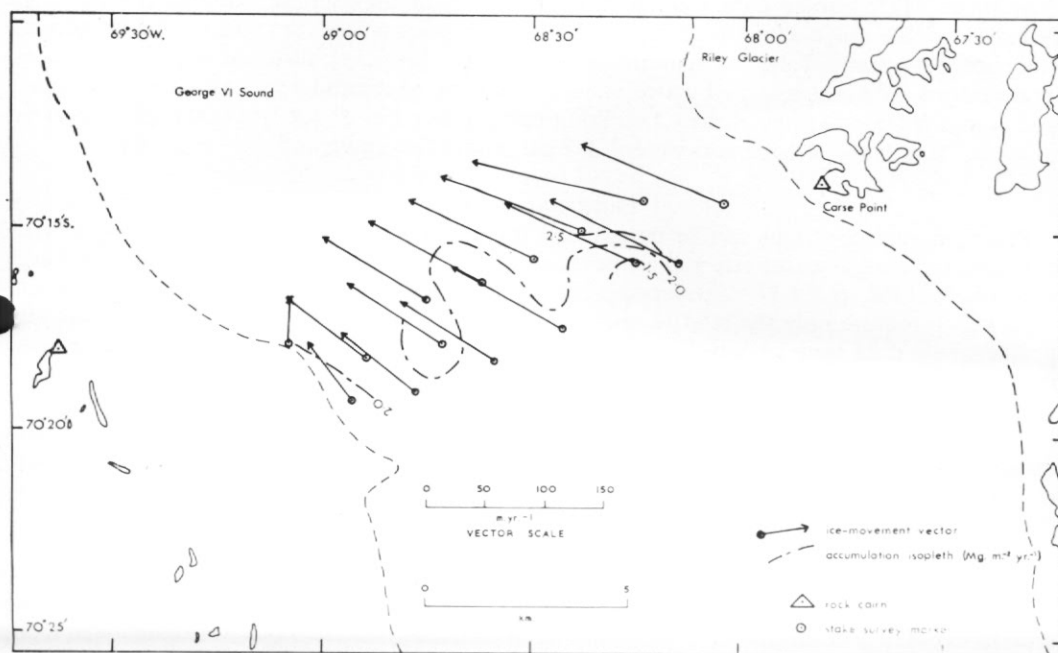 69°30'W.
69°00'
68°30'
68°00'
67°30'
Riley Glacier
George VI Sound
Carse Point
70°15's.
2·5
1·5
2·0
2·0
70°20'
70°25'
0 50 100 150
m.yr.⁻¹
VECTOR SCALE
0 5
km
ice-movement vector
accumulation isopleth (Mg. m.⁻² yr.⁻¹)
rock cairn
stake survey marker